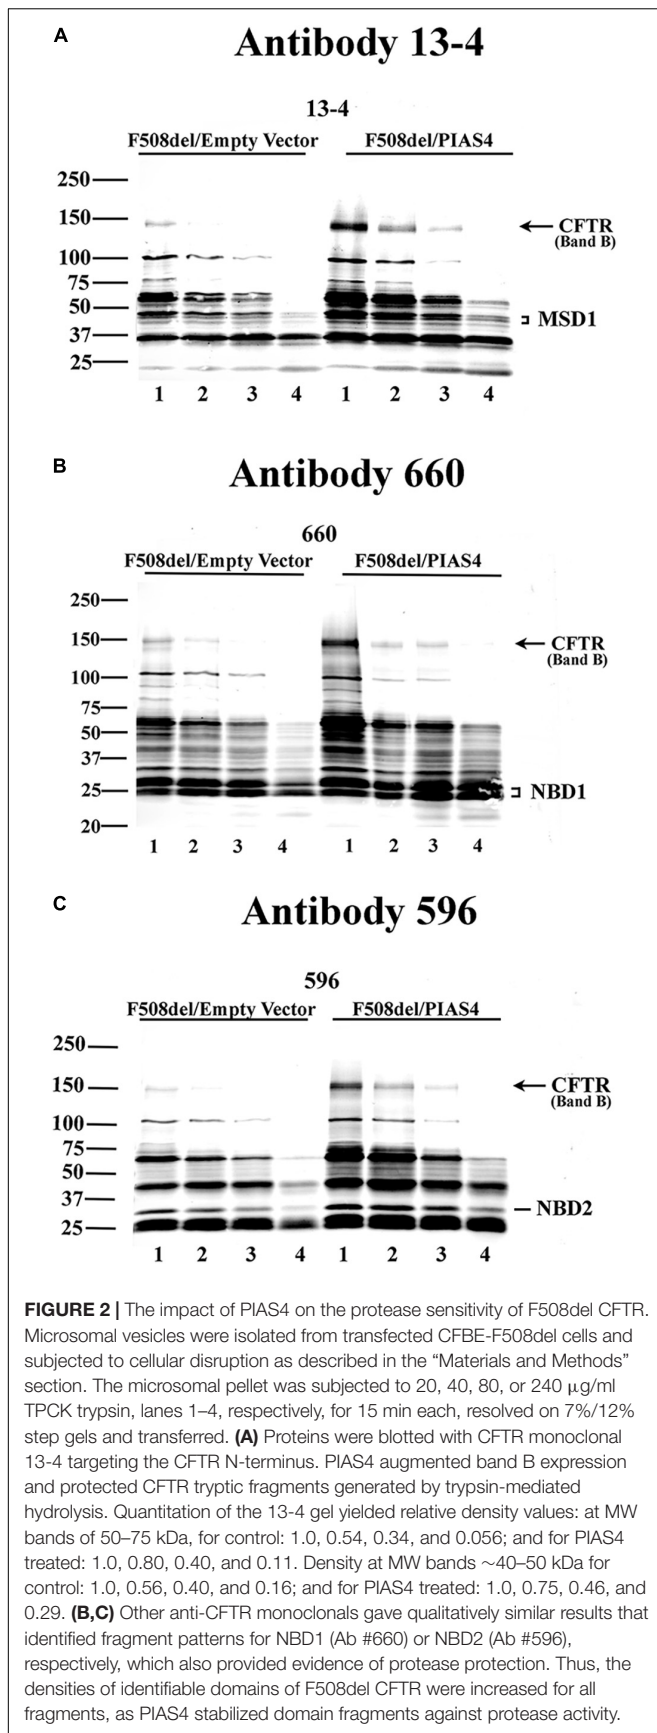 A
Antibody 13-4
13-4
F508del/Empty Vector F508del/PIAS4
250
150
CFTR
(Band B)
100
75
50
MSD1
37
25
1 2 3 4 1 2 3 4
B
Antibody 660
660
F508del/Empty Vector F508del/PIAS4
250
150
CFTR
(Band B)
100
75
50
37
25
NBD1
20
1 2 3 4 1 2 3 4
C
Antibody 596
596
F508del/Empty Vector F508del/PIAS4
250
150
CFTR
(Band B)
100
75
50
37
NBD2
25
1 2 3 4 1 2 3 4
FIGURE 2 | The impact of PIAS4 on the protease sensitivity of F508del CFTR.
Microsomal vesicles were isolated from transfected CFBE-F508del cells and
subjected to cellular disruption as described in the “Materials and Methods”
section. The microsomal pellet was subjected to 20, 40, 80, or 240 μg/ml
TPCK trypsin, lanes 1–4, respectively, for 15 min each, resolved on 7%/12%
step gels and transferred. (A) Proteins were blotted with CFTR monoclonal
13-4 targeting the CFTR N-terminus. PIAS4 augmented band B expression
and protected CFTR tryptic fragments generated by trypsin-mediated
hydrolysis. Quantitation of the 13-4 gel yielded relative density values: at MW
bands of 50–75 kDa, for control: 1.0, 0.54, 0.34, and 0.056; and for PIAS4
treated: 1.0, 0.80, 0.40, and 0.11. Density at MW bands ∼40–50 kDa for
control: 1.0, 0.56, 0.40, and 0.16; and for PIAS4 treated: 1.0, 0.75, 0.46, and
0.29. (B,C) Other anti-CFTR monoclonals gave qualitatively similar results that
identified fragment patterns for NBD1 (Ab #660) or NBD2 (Ab #596),
respectively, which also provided evidence of protease protection. Thus, the
densities of identifiable domains of F508del CFTR were increased for all
fragments, as PIAS4 stabilized domain fragments against protease activity.